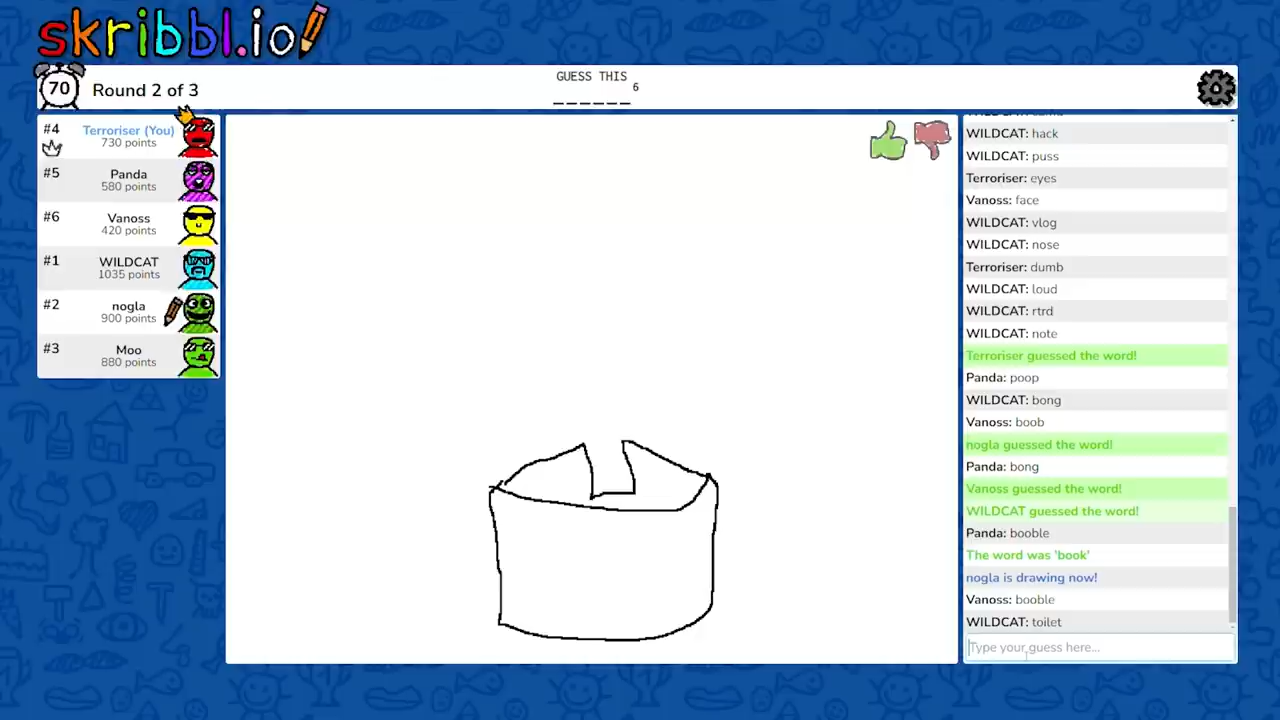 skribbl.io
70
Round 2 of 3
GUESS THIS
______ 6
#4 Terroriser (You)
730 points
#5 Panda
580 points
#6 Vanoss
420 points
#1 WILDCAT
1035 points
#2 nogla
900 points
#3 Moo
880 points
WILDCAT: hack
WILDCAT: puss
Terroriser: eyes
Vanoss: face
WILDCAT: vlog
WILDCAT: nose
Terroriser: dumb
WILDCAT: loud
WILDCAT: rtrd
WILDCAT: note
Terroriser guessed the word!
Panda: poop
WILDCAT: bong
Vanoss: boob
nogla guessed the word!
Panda: bong
Vanoss guessed the word!
WILDCAT guessed the word!
Panda: booble
The word was 'book'
nogla is drawing now!
Vanoss: booble
WILDCAT: toilet
Type your guess here...